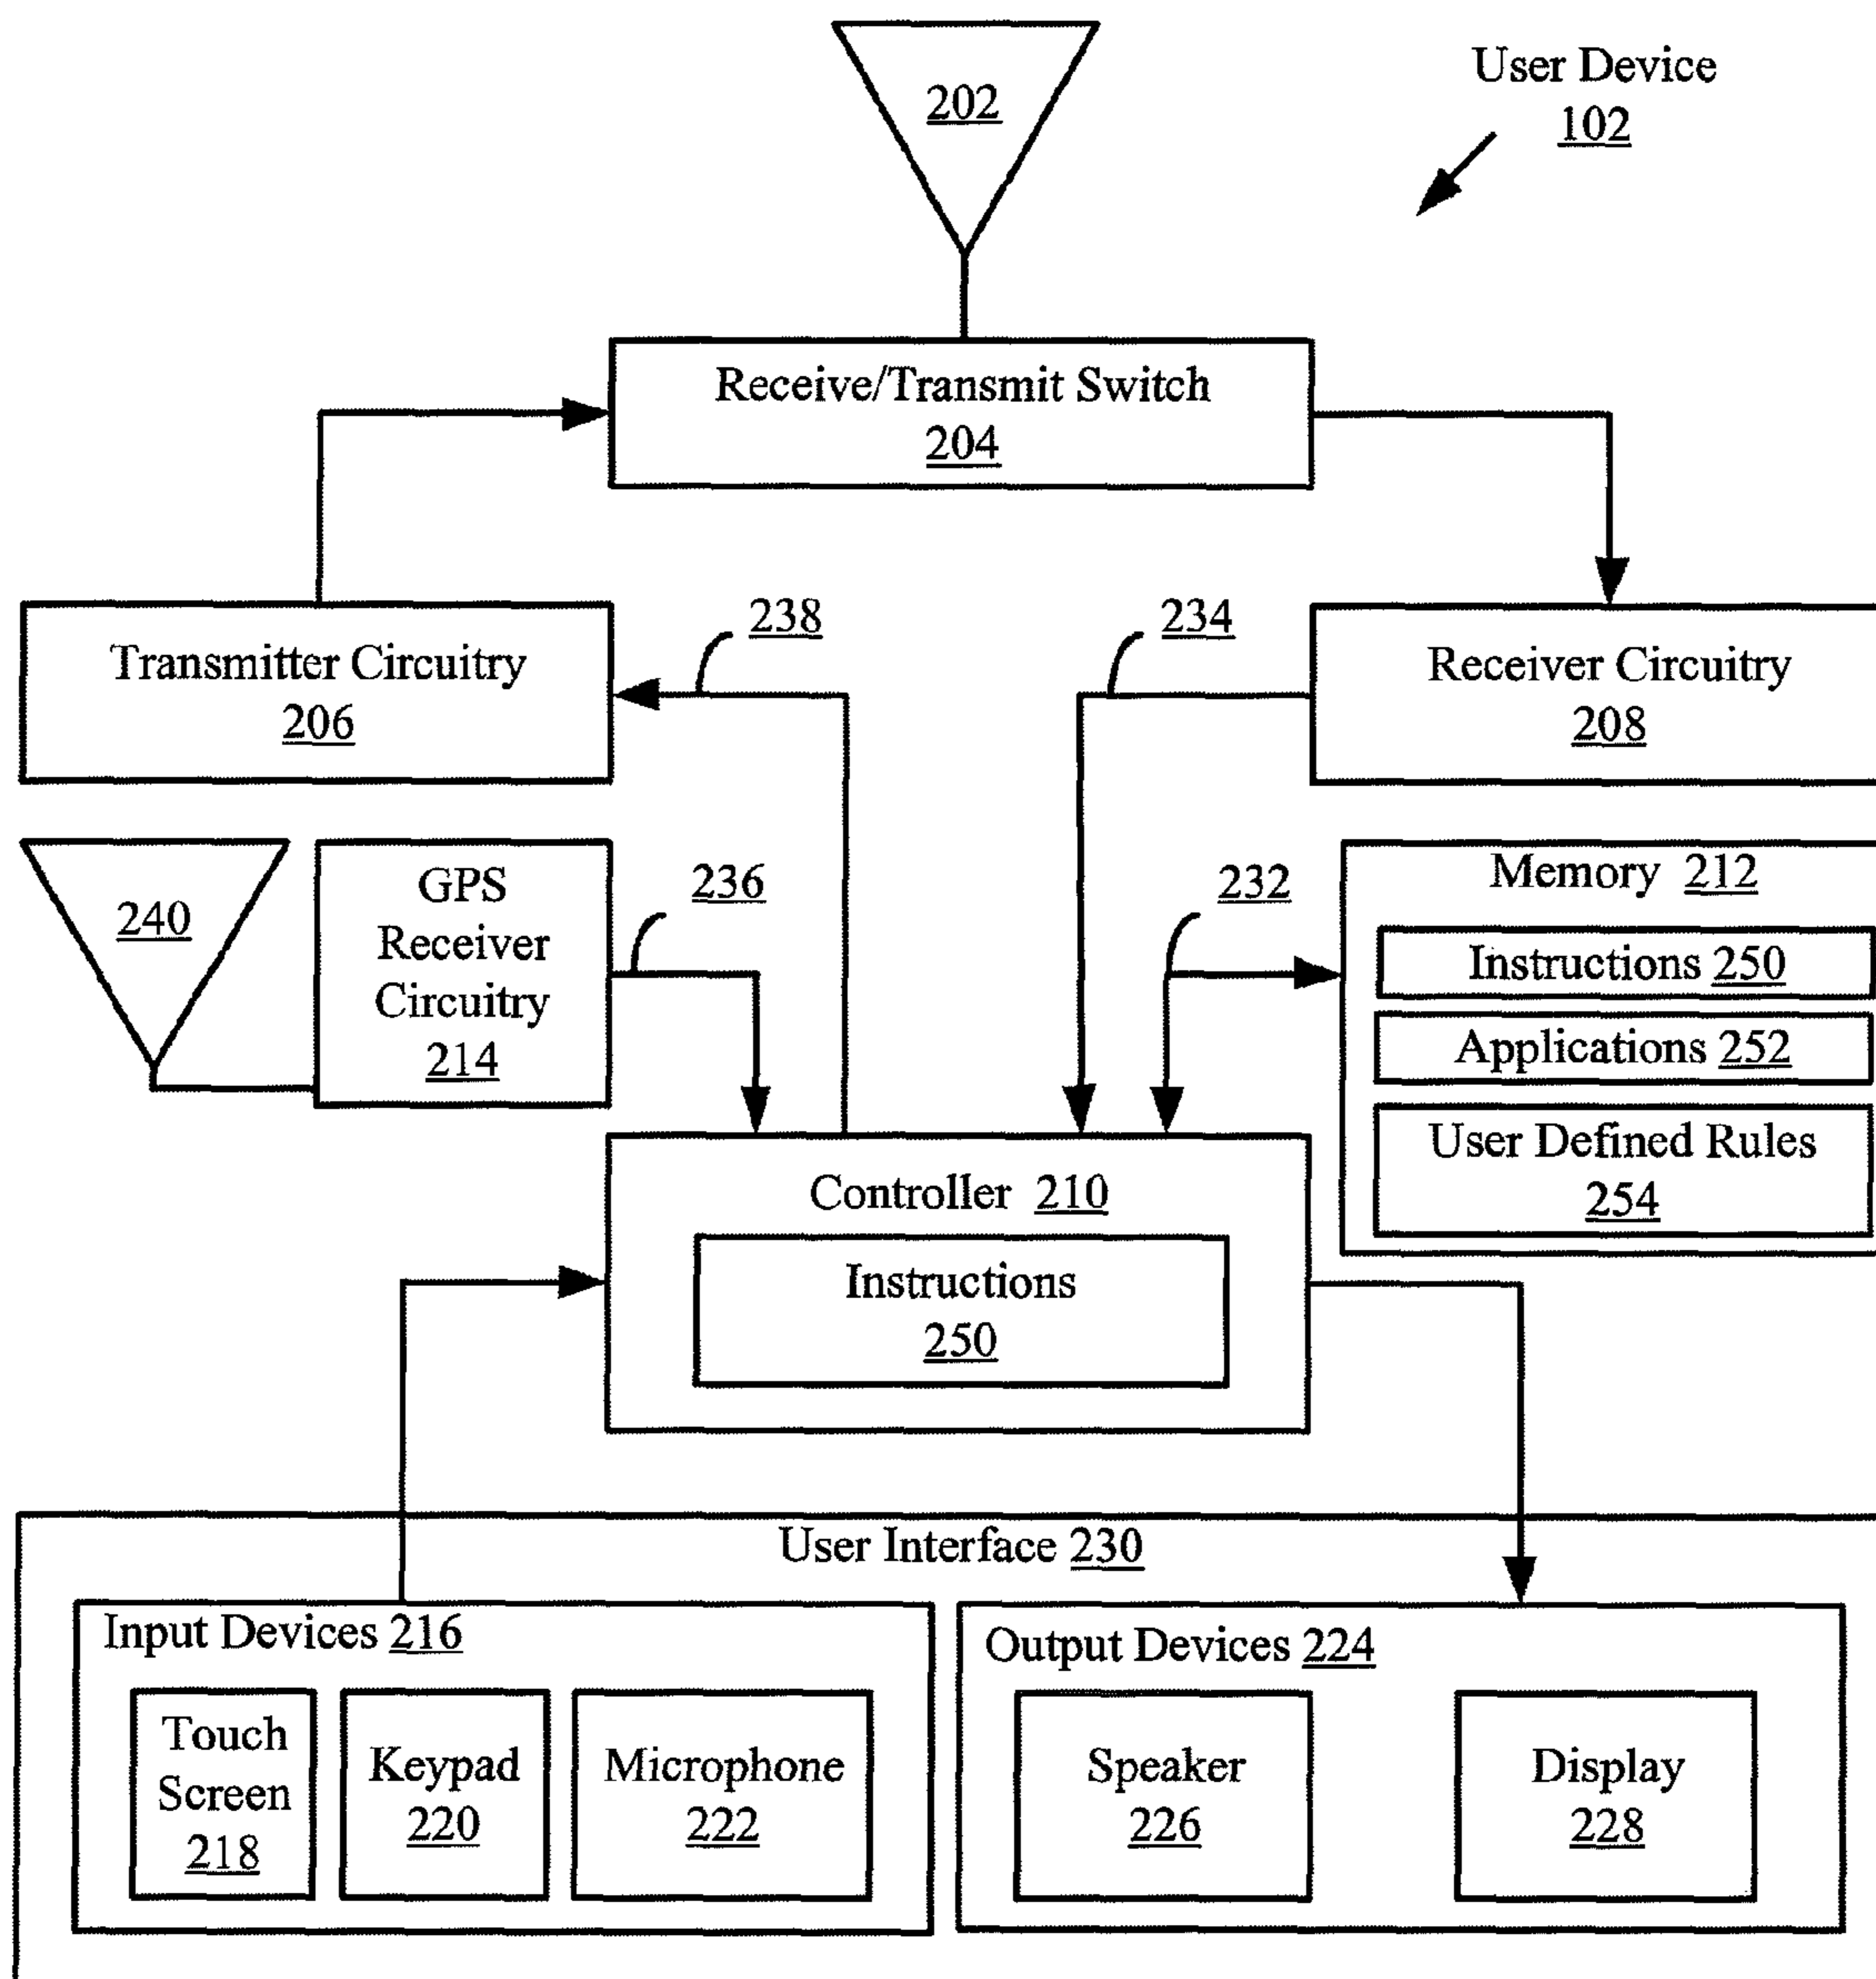 User Device
102
202
Receive/Transmit Switch
204
238
234
Transmitter Circuitry
206
Receiver Circuitry
208
240
GPS
Receiver
Circuitry
214
236
232
Memory 212
Instructions 250
Applications 252
User Defined Rules
254
Controller 210
Instructions
250
User Interface 230
Input Devices 216
Touch
Screen
218
Keypad
220
Microphone
222
Output Devices 224
Speaker
226
Display
228